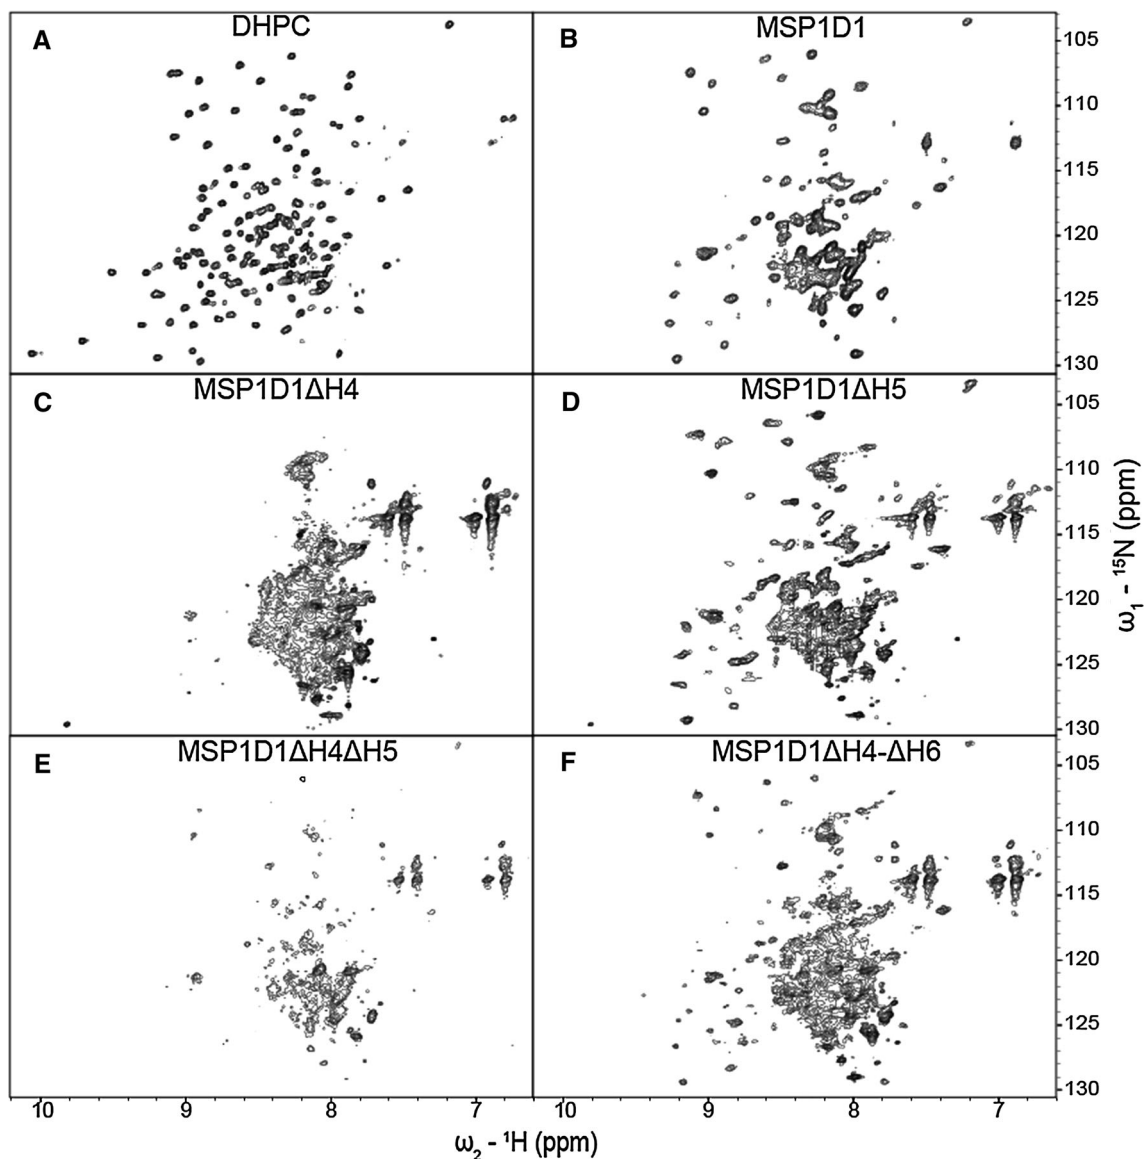 A DHPC
B MSP1D1
105
110
115
120
125
130
C MSP1D1ΔH4
D MSP1D1ΔH5
105
110
115
120
125
130
E MSP1D1ΔH4ΔH5
F MSP1D1ΔH4-ΔH6
105
110
115
120
125
130
ω₁ - ¹⁵N (ppm)
10 9 8 7 10 9 8 7
ω₂ - ¹H (ppm)